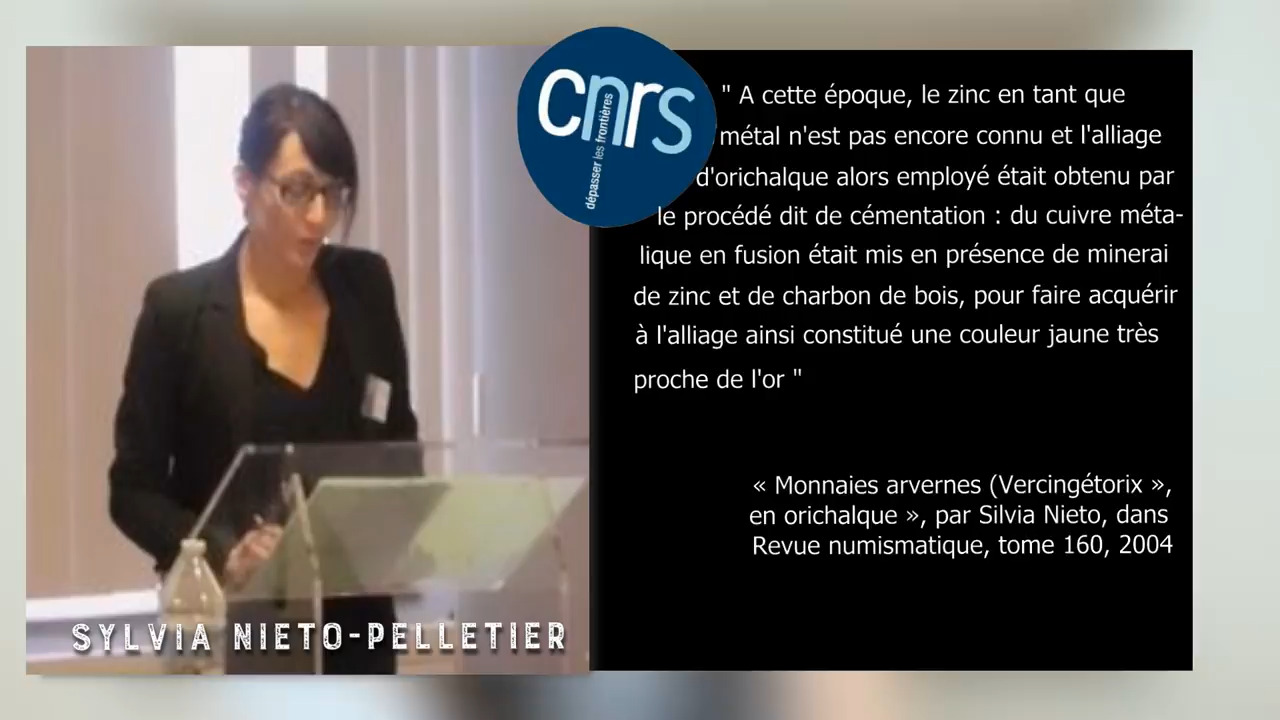 cnrs
dépasser les frontières
" A cette époque, le zinc en tant que
métal n'est pas encore connu et l'alliage
d'orichalque alors employé était obtenu par
le procédé dit de cémentation : du cuivre méta-
lique en fusion était mis en présence de minerai
de zinc et de charbon de bois, pour faire acquérir
à l'alliage ainsi constitué une couleur jaune très
proche de l'or "
« Monnaies arvernes (Vercingétorix »,
en orichalque », par Silvia Nieto, dans
Revue numismatique, tome 160, 2004
SYLVIA NIETO-PELLETIER